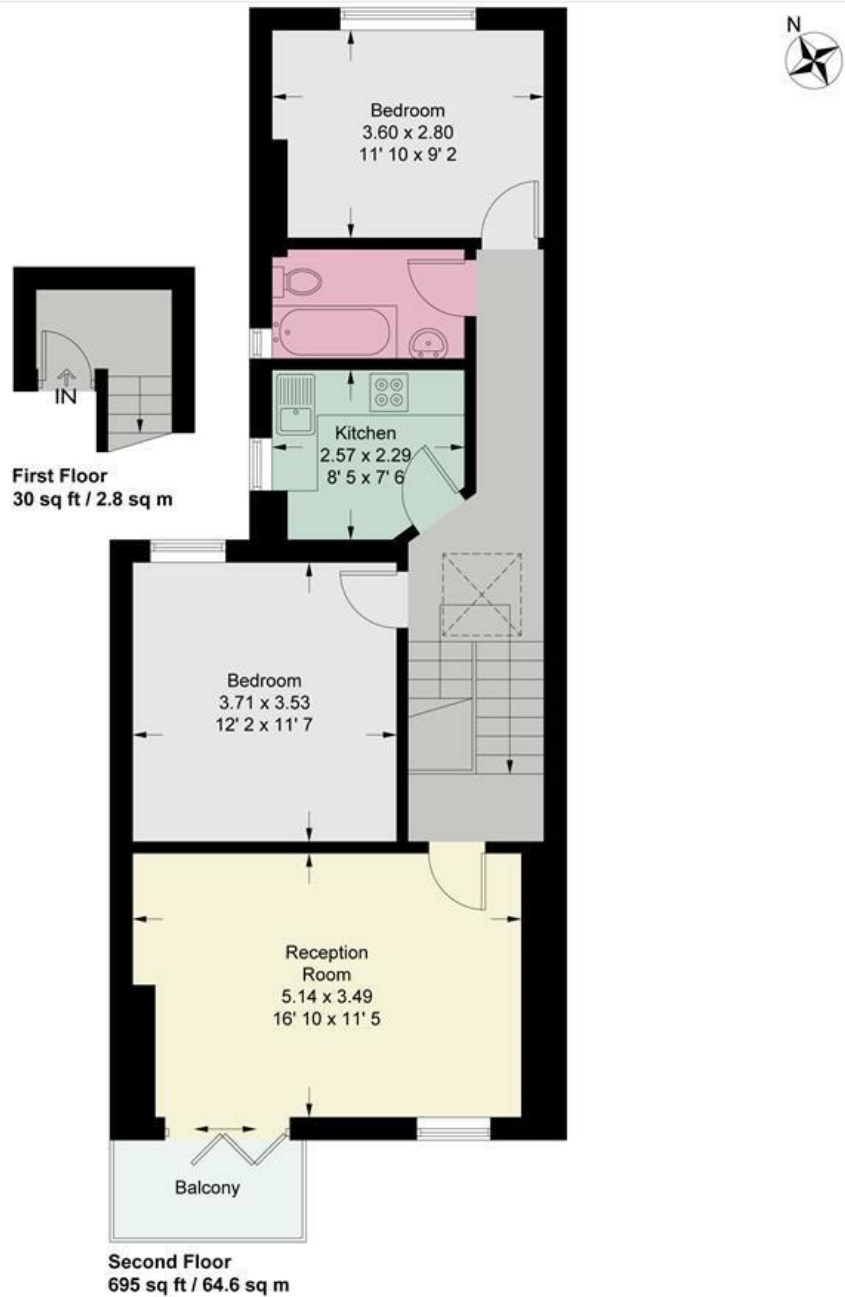 N
Bedroom
3.60 x 2.80
11' 10 x 9' 2
IN
First Floor
30 sq ft / 2.8 sq m
Kitchen
2.57 x 2.29
8' 5 x 7' 6
Bedroom
3.71 x 3.53
12' 2 x 11' 7
Reception
Room
5.14 x 3.49
16' 10 x 11' 5
Balcony
Second Floor
695 sq ft / 64.6 sq m